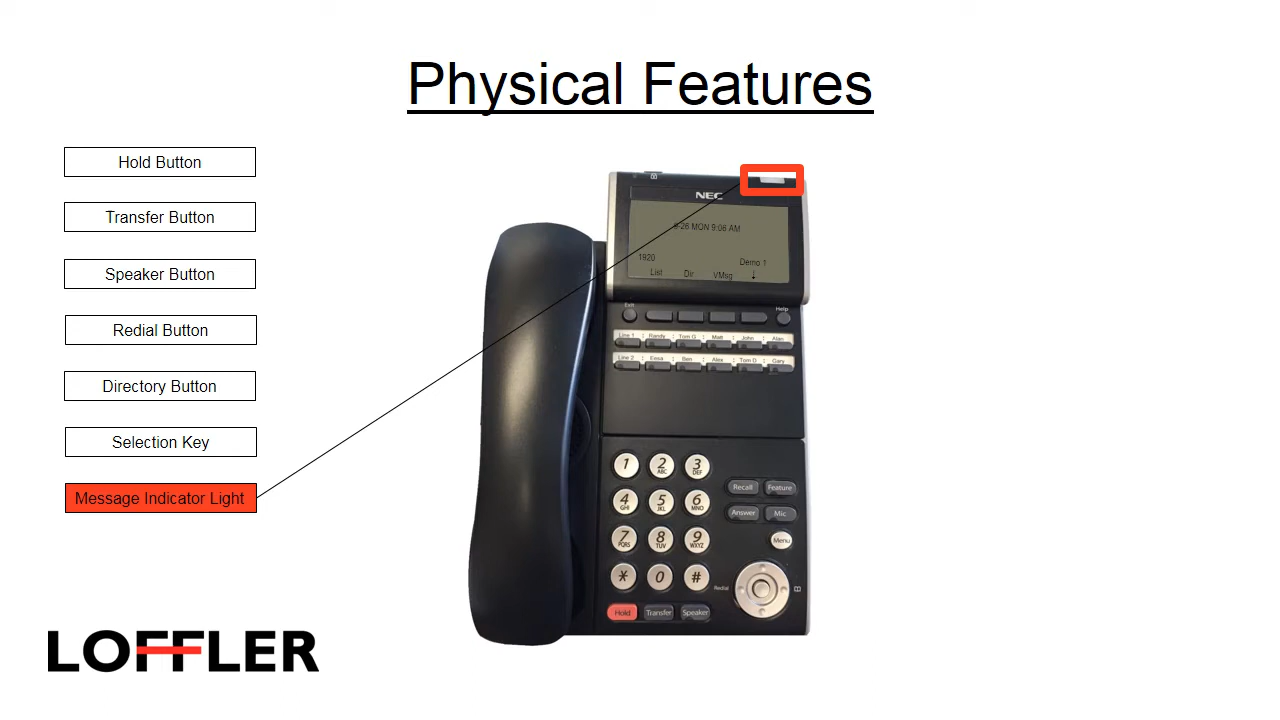 Physical Features
Hold Button
Transfer Button
Speaker Button
Redial Button
Directory Button
Selection Key
Message Indicator Light
LOFFLER
NEC
9-26 MON 9:06 AM
1920
Demo 1
List Dir VMsg ↓
Exit Help
Line 1 Randy Tom G Matt John Alan
Line 2 Eesa Ben Alex Tom D Gary
1 2 ABC 3 DEF
Recall Feature
4 GHI 5 JKL 6 MNO
Answer Mic
7 PQRS 8 TUV 9 WXYZ
Menu
* 0 #
Redial
Hold Transfer Speaker